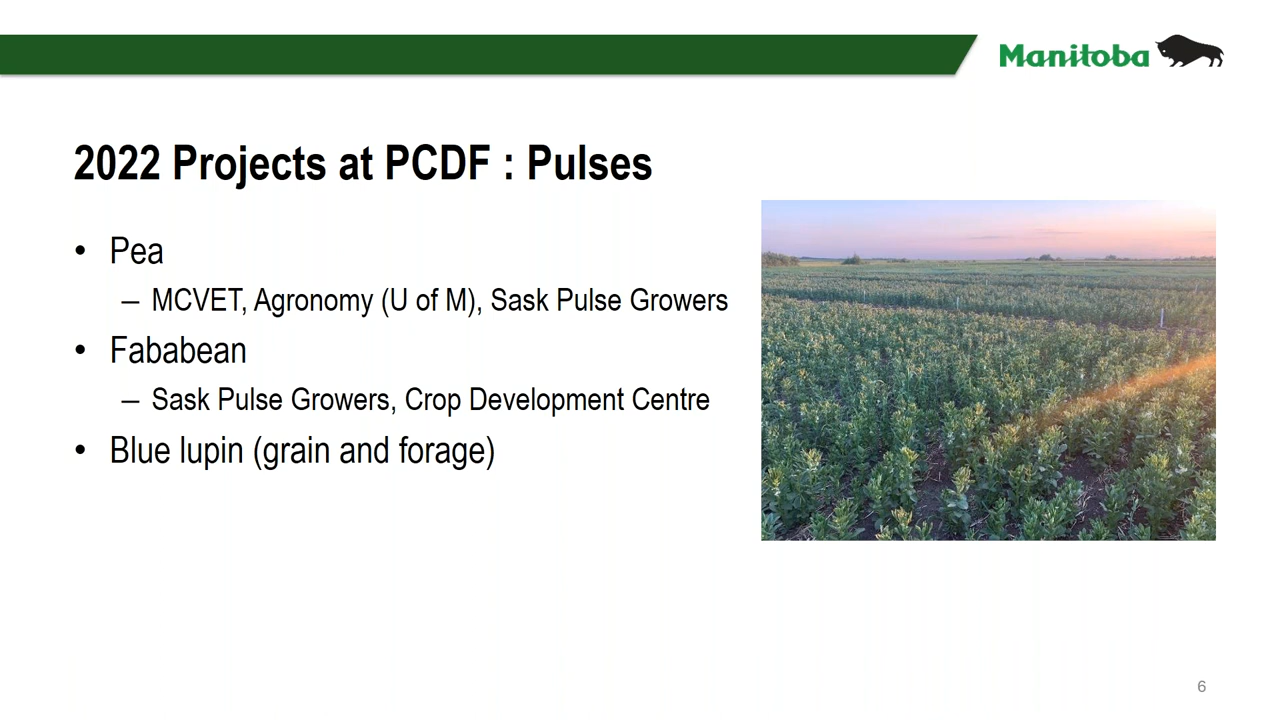 Manitoba
2022 Projects at PCDF : Pulses
• Pea
– MCVET, Agronomy (U of M), Sask Pulse Growers
• Fababean
– Sask Pulse Growers, Crop Development Centre
• Blue lupin (grain and forage)
6